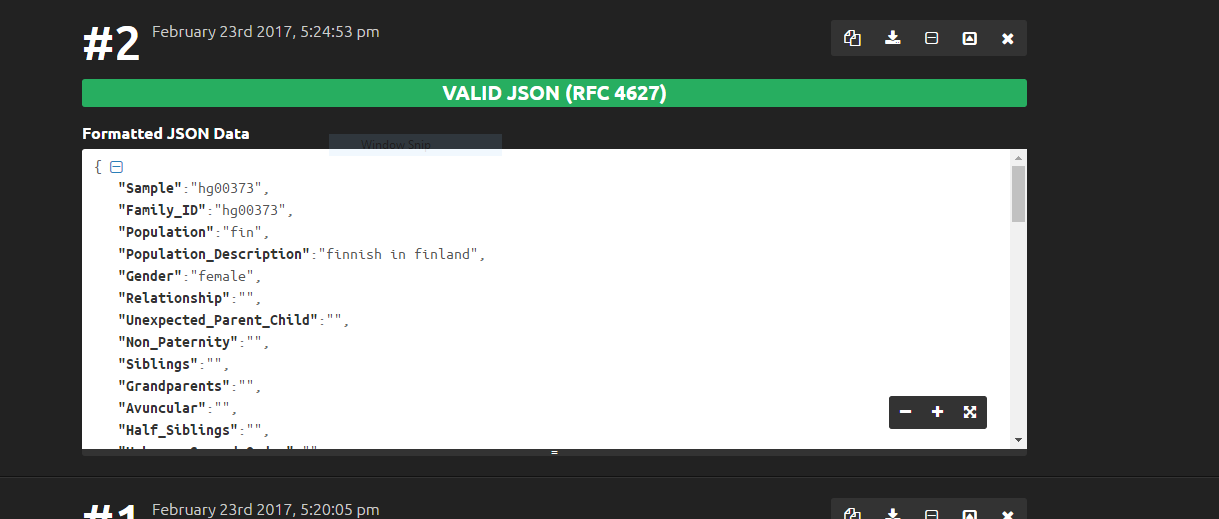 #2 February 23rd 2017, 5:24:53 pm
VALID JSON (RFC 4627)
Formatted JSON Data
Window Snip
{
"Sample":"hg00373",
"Family_ID":"hg00373",
"Population":"fin",
"Population_Description":"finnish in finland",
"Gender":"female",
"Relationship":"",
"Unexpected_Parent_Child":"",
"Non_Paternity":"",
"Siblings":"",
"Grandparents":"",
"Avuncular":"",
"Half_Siblings":"",
#1 February 23rd 2017, 5:20:05 pm